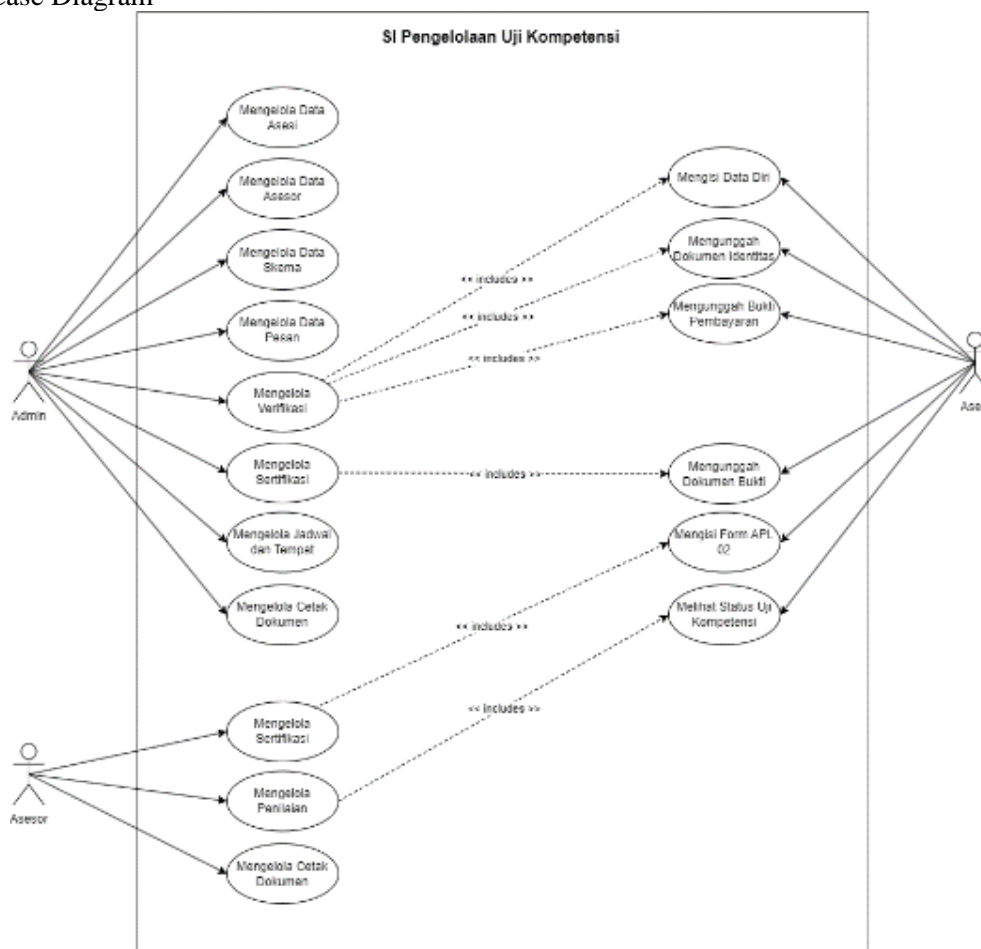 Case Diagram
SI Pengelolaan Uji Kompetensi
Mengelola Data
Asesi
Mengelola Data
Asesor
Mengelola Data
Skema
Mengelola Data
Pesan
Mengelola
Verifikasi
Mengelola
Sertifikasi
Mengelola Jadwal
dan Tempat
Mengelola Cetak
Dokumen
Mengelola
Sertifikasi
Mengelola
Penilaian
Mengelola Cetak
Dokumen
Admin
Asesor
<< includes >>
<< includes >>
<< includes >>
<< includes >>
<< includes >>
<< includes >>
Mengisi Data Diri
Mengunggah
Dokumen Identitas
Mengunggah Bukti
Pembayaran
Mengunggah
Dokumen Bukti
Mengisi Form APL
02
Melihat Status Uji
Kompetensi